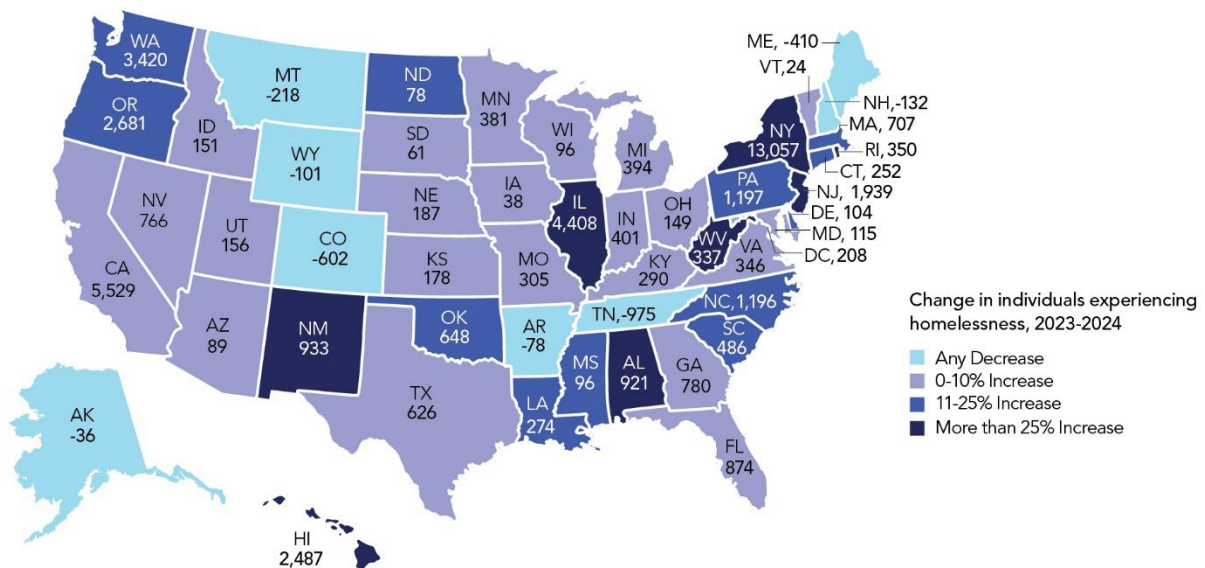 WA
3,420
OR
2,681
ID
151
MT
-218
WY
-101
NV
766
UT
156
CO
-602
CA
5,529
AZ
89
NM
933
ND
78
SD
61
NE
187
KS
178
OK
648
TX
626
MN
381
IA
38
MO
305
AR
-78
LA
274
WI
96
IL
4,408
MI
394
IN
401
OH
149
KY
290
TN,-975
MS
96
AL
921
GA
780
FL
874
SC
486
NC,1,196
VA
346
WV
337
PA
1,197
NY
13,057
ME, -410
VT,24
NH,-132
MA, 707
RI, 350
CT, 252
NJ, 1,939
DE, 104
MD, 115
DC, 208
AK
-36
HI
2,487
Change in individuals experiencing
homelessness, 2023-2024
Any Decrease
0-10% Increase
11-25% Increase
More than 25% Increase